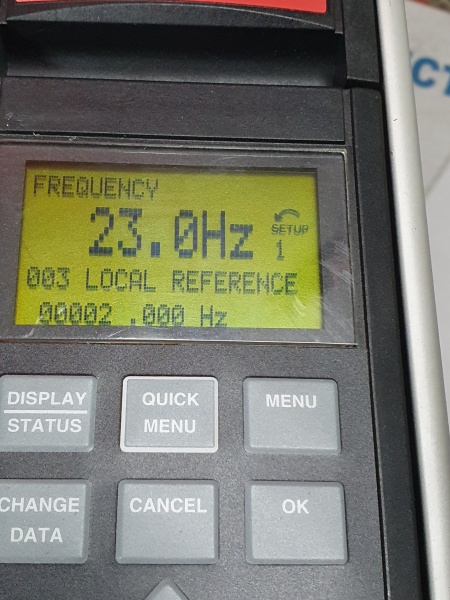 CT
FREQUENCY
23.0Hz
SETUP
1
003 LOCAL REFERENCE
00002 .000 Hz
DISPLAY
STATUS
QUICK
MENU
MENU
CHANGE
DATA
CANCEL
OK